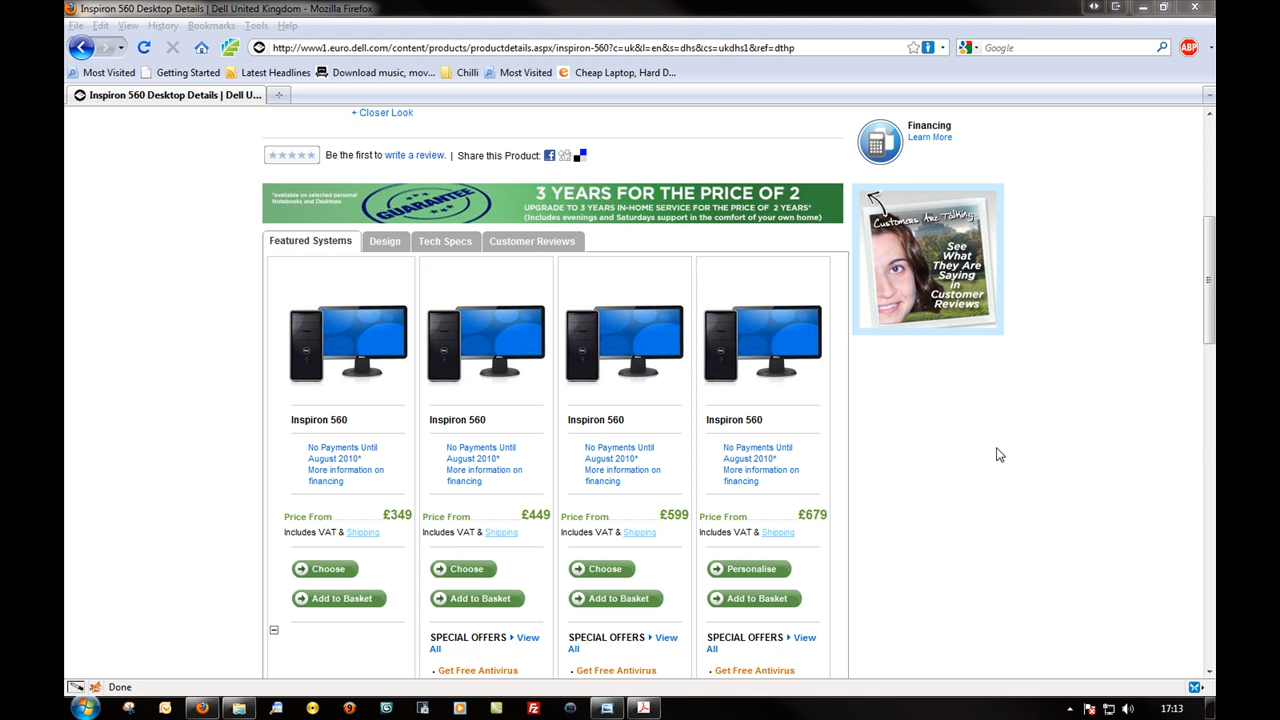 Inspiron 560 Desktop Details | Dell United Kingdom - Mozilla Firefox
File Edit View History Bookmarks Tools Help
http://www1.euro.dell.com/content/products/productdetails.aspx/inspiron-560?c=uk&l=en&s=dhs&cs=ukdhs1&ref=dthp
Google
ABP
Most Visited Getting Started Latest Headlines Download music, mov... Chilli Most Visited Cheap Laptop, Hard D...
Inspiron 560 Desktop Details | Dell U...
+ Closer Look
Financing
Learn More
Be the first to write a review. | Share this Product:
*available on selected personal
Notebooks and Desktops
GUARANTEE
3 YEARS FOR THE PRICE OF 2
UPGRADE TO 3 YEARS IN-HOME SERVICE FOR THE PRICE OF 2 YEARS*
(Includes evenings and Saturdays support in the comfort of your own home)
Customers Are Talking
See
What
They Are
Saying
in
Customer
Reviews
Featured Systems Design Tech Specs Customer Reviews
Inspiron 560 Inspiron 560 Inspiron 560 Inspiron 560
No Payments Until No Payments Until No Payments Until No Payments Until
August 2010* August 2010* August 2010* August 2010*
More information on More information on More information on More information on
financing financing financing financing
Price From £349 Price From £449 Price From £599 Price From £679
Includes VAT & Shipping Includes VAT & Shipping Includes VAT & Shipping Includes VAT & Shipping
Choose Choose Choose Personalise
Add to Basket Add to Basket Add to Basket Add to Basket
SPECIAL OFFERS View SPECIAL OFFERS View SPECIAL OFFERS View
All All All
. Get Free Antivirus . Get Free Antivirus . Get Free Antivirus
Done
17:13